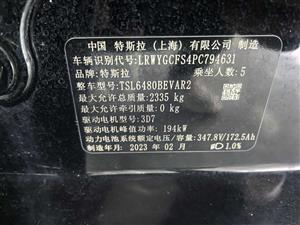 中国 特斯拉(上海)有限公司 制造
车辆识别代号:LRWYGCFS4PC794631
品牌:特斯拉 乘坐人数:5
整车型号:TSL6480BEVAR2
最大允许总质量:2335 kg
最大允许牵引质量:0 kg
驱动电机型号:3D7
驱动电机峰值功率:194kW
动力电池系统额定电压/容量:347.8V/172.5Ah
制造年月:2023 年 02 月 1.0%